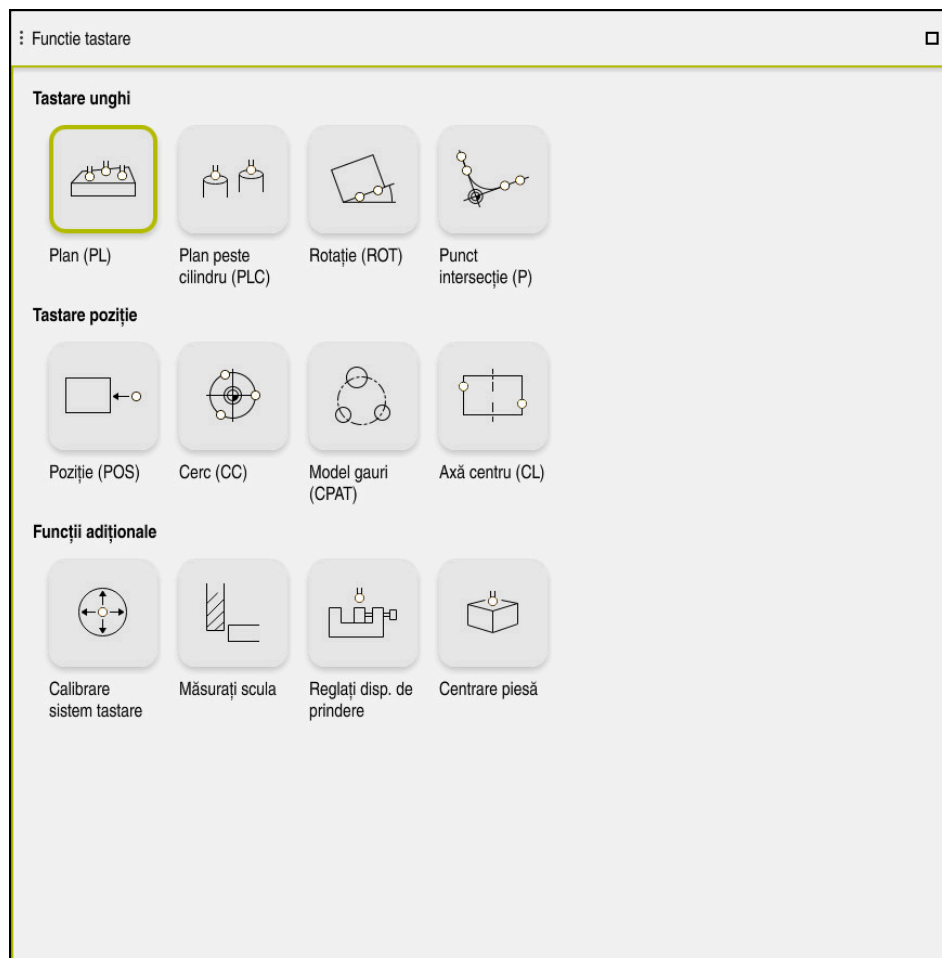 Functie tastare
Tastare unghi
Plan (PL)
Plan peste
cilindru (PLC)
Rotație (ROT)
Punct
intersecție (P)
Tastare poziție
Poziție (POS)
Cerc (CC)
Model gauri
(CPAT)
Axă centru (CL)
Funcții adiționale
Calibrare
sistem tastare
Măsurați scula
Reglați disp. de
prindere
Centrare piesă